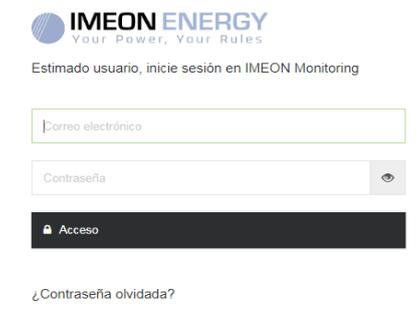 IMEON ENERGY
Your Power, Your Rules
Estimado usuario, inicie sesión en IMEON Monitoring
Correo electrónico
Contraseña
Acceso
¿Contraseña olvidada?